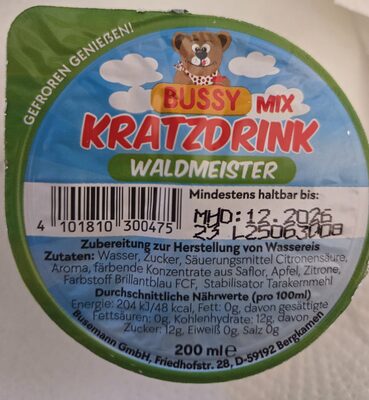 GEFROREN GENIEẞEN!
BUSSY MIX
KRATZDRINK
WALDMEISTER
Mindestens haltbar bis:
MHD:12.2026
4 101810 300475
Zubereitung zur Herstellung von Wassereis
Zutaten: Wasser, Zucker, Säuerungsmittel Citronensäure,
Aroma, färbende Konzentrate aus Saflor, Apfel, Zitrone,
Farbstoff Brillantblau FCF, Stabilisator Tarakernmehl
Durchschnittliche Nährwerte (pro 100ml)
Energie: 204 kJ/48 kcal, Fett: 0g, davon gesättigte
Fettsäuren: 0g, Kohlenhydrate: 12g, davon
Zucker: 12g, Eiweiß 0g, Salz 0g
Busemann GmbH, Friedhofstr. 28, D-59192 Bergkamen
200 ml e